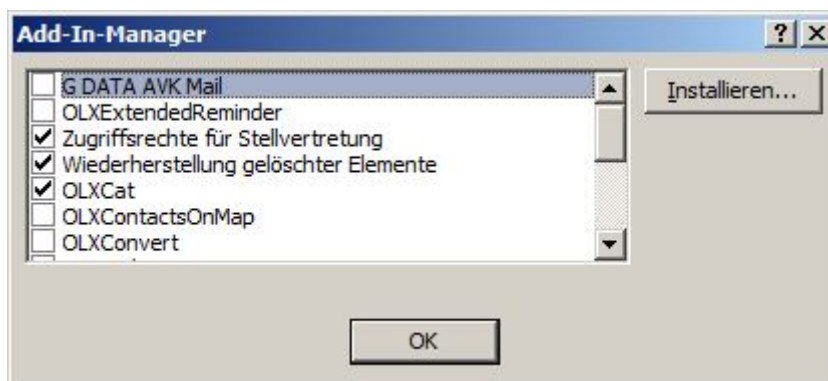 Add-In-Manager
G DATA AVK Mail
Installieren...
OLXExtendedReminder
Zugriffsrechte für Stellvertretung
Wiederherstellung gelöschter Elemente
OLXCat
OLXContactsOnMap
OLXConvert
OK